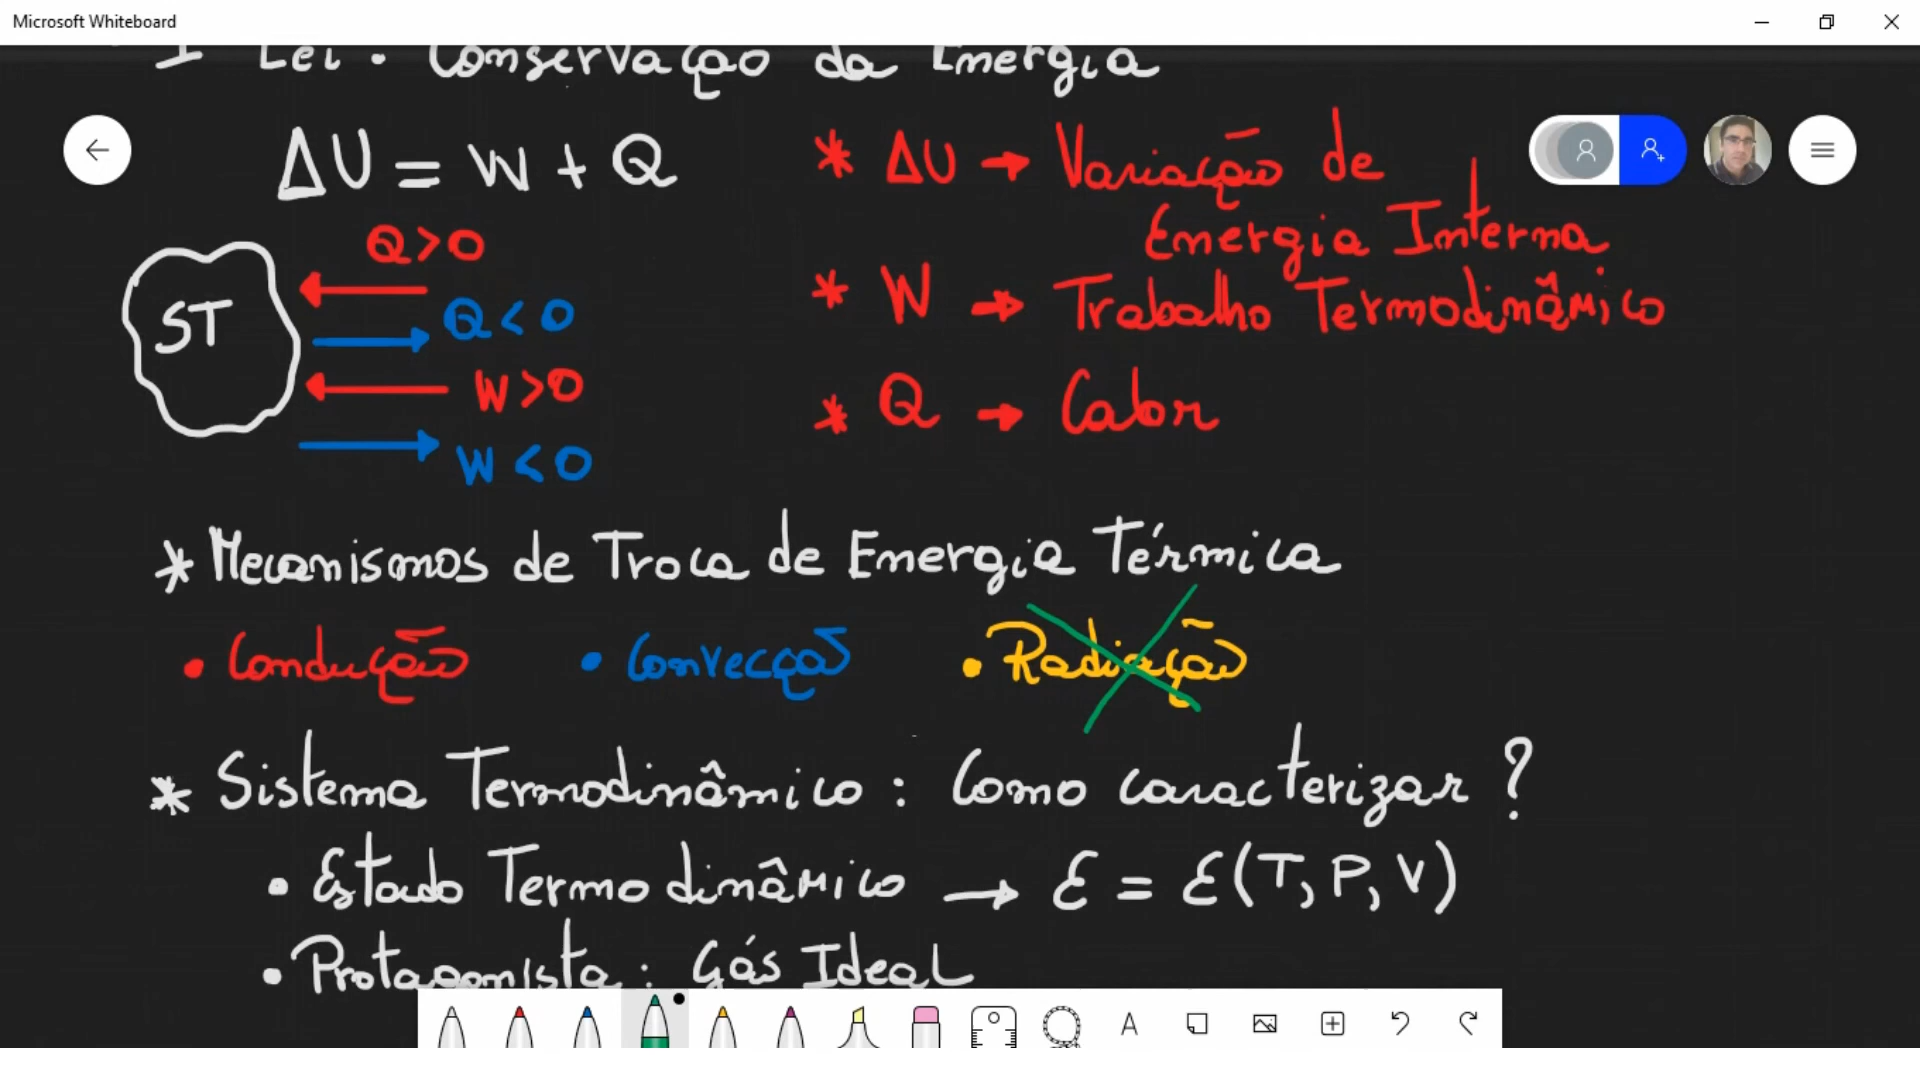 Microsoft Whiteboard
I Lei . Conservação da Energia
ΔU = W + Q
* ΔU → Variação de
Energia Interna
* W → Trabalho Termodinâmico
* Q → Calor
ST
Q>0
Q<0
W>0
W<0
* Mecanismos de Troca de Energia Térmica
• Condução • Convecção • Radiação
* Sistema Termodinâmico : Como caracterizar ?
• Estado Termodinâmico → Ɛ = Ɛ(T, P, V)
• Protagonista : Gás Ideal